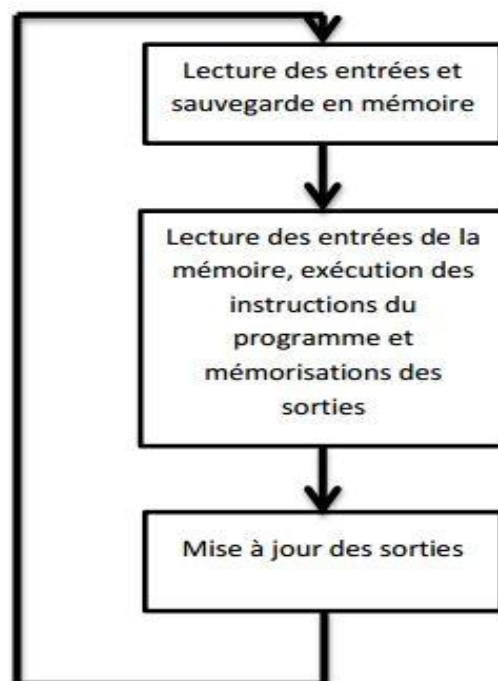 Lecture des entrées et
sauvegarde en mémoire
Lecture des entrées de la
mémoire, exécution des
instructions du
programme et
mémorisations des
sorties
Mise à jour des sorties